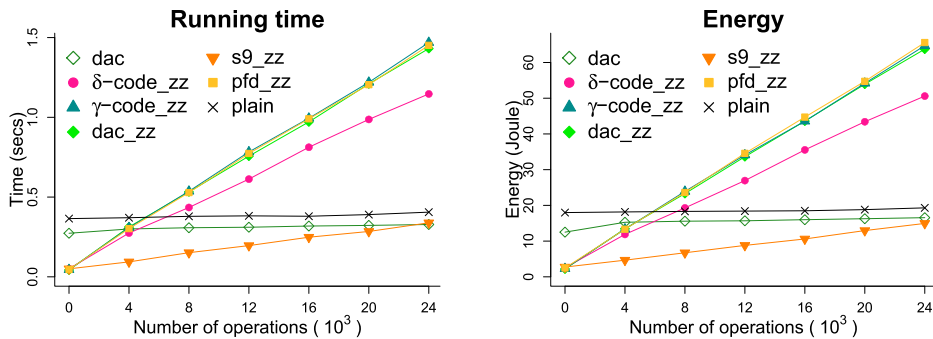 Running time
Time (secs)
1.5
1.0
0.5
0.0
dac
δ−code_zz
γ−code_zz
dac_zz
s9_zz
pfd_zz
plain
0 4 8 12 16 20 24
Number of operations ( 10³ )
Energy
Energy (Joule)
60
50
40
30
20
10
0
dac
δ−code_zz
γ−code_zz
dac_zz
s9_zz
pfd_zz
plain
0 4 8 12 16 20 24
Number of operations ( 10³ )